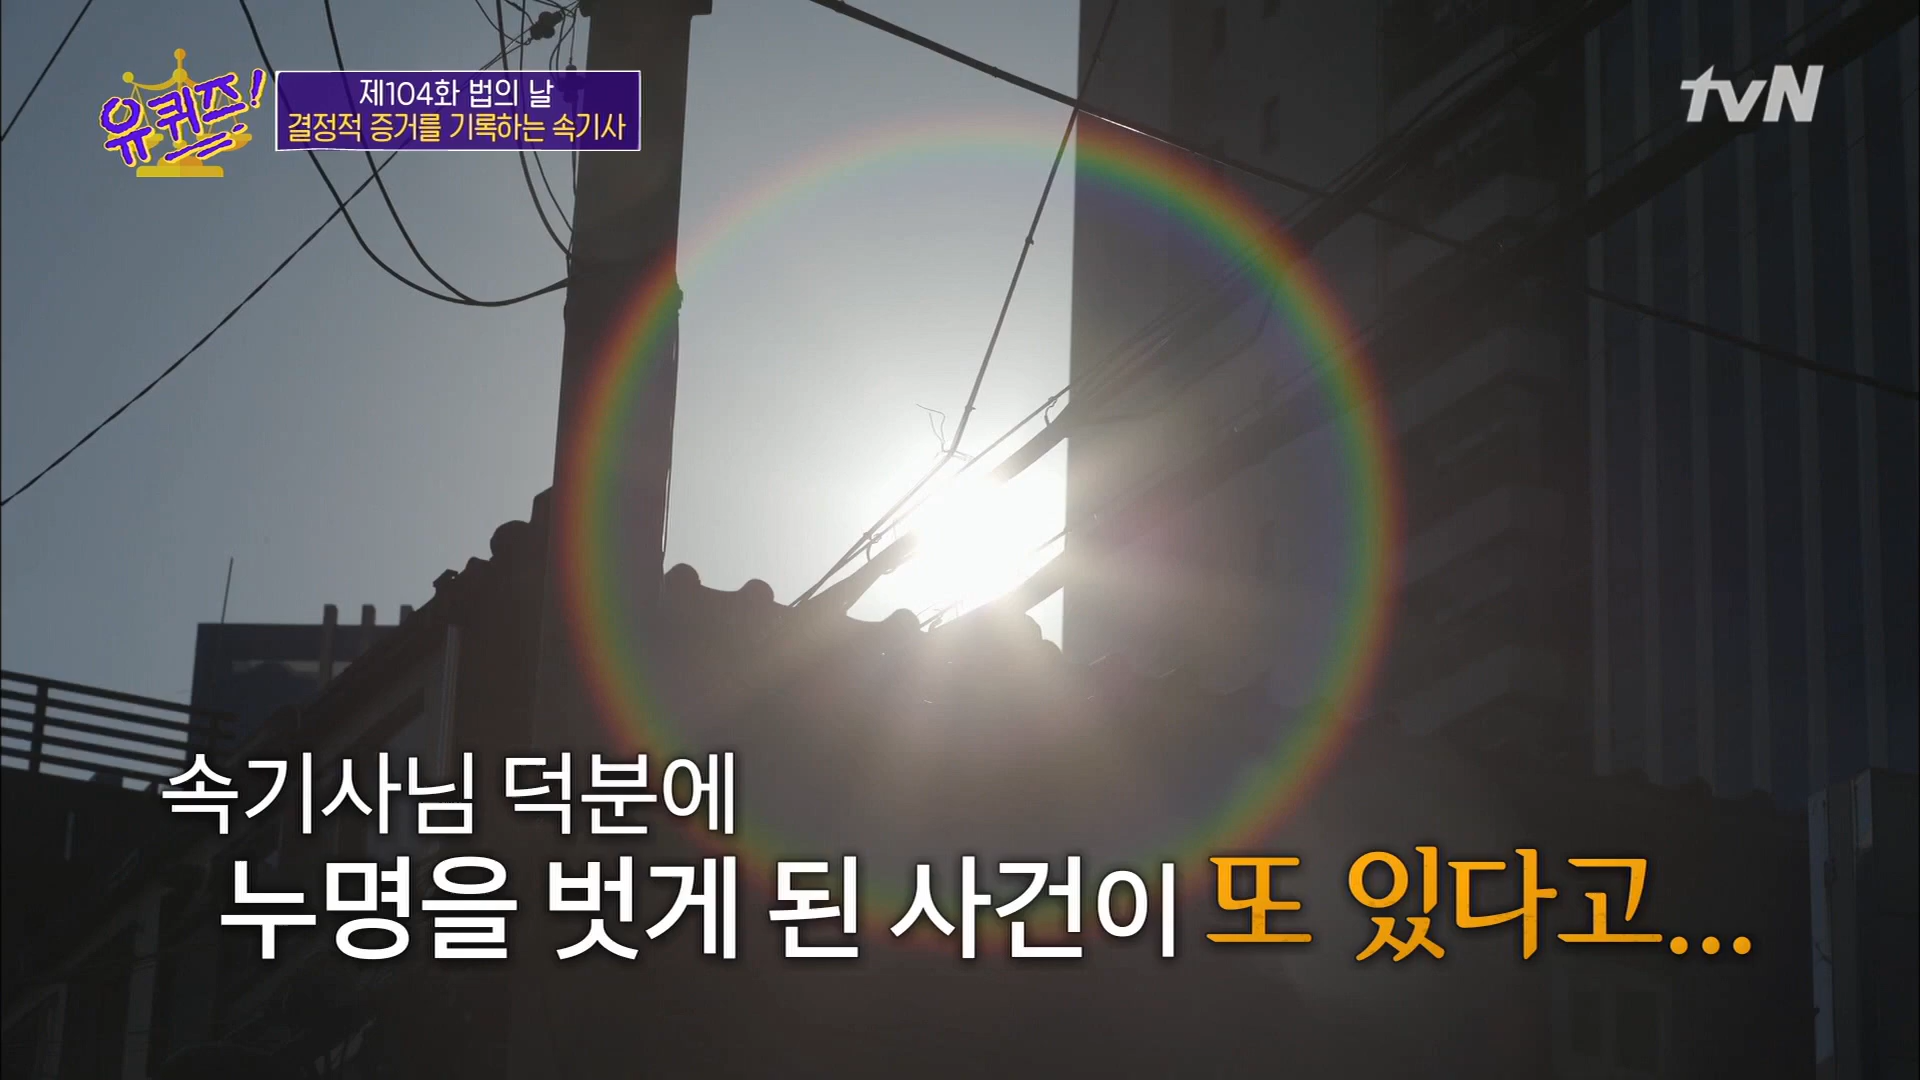 유퀴즈!
제104화 법의 날
결정적 증거를 기록하는 속기사
tvN
속기사님 덕분에
누명을 벗게 된 사건이 또 있다고...